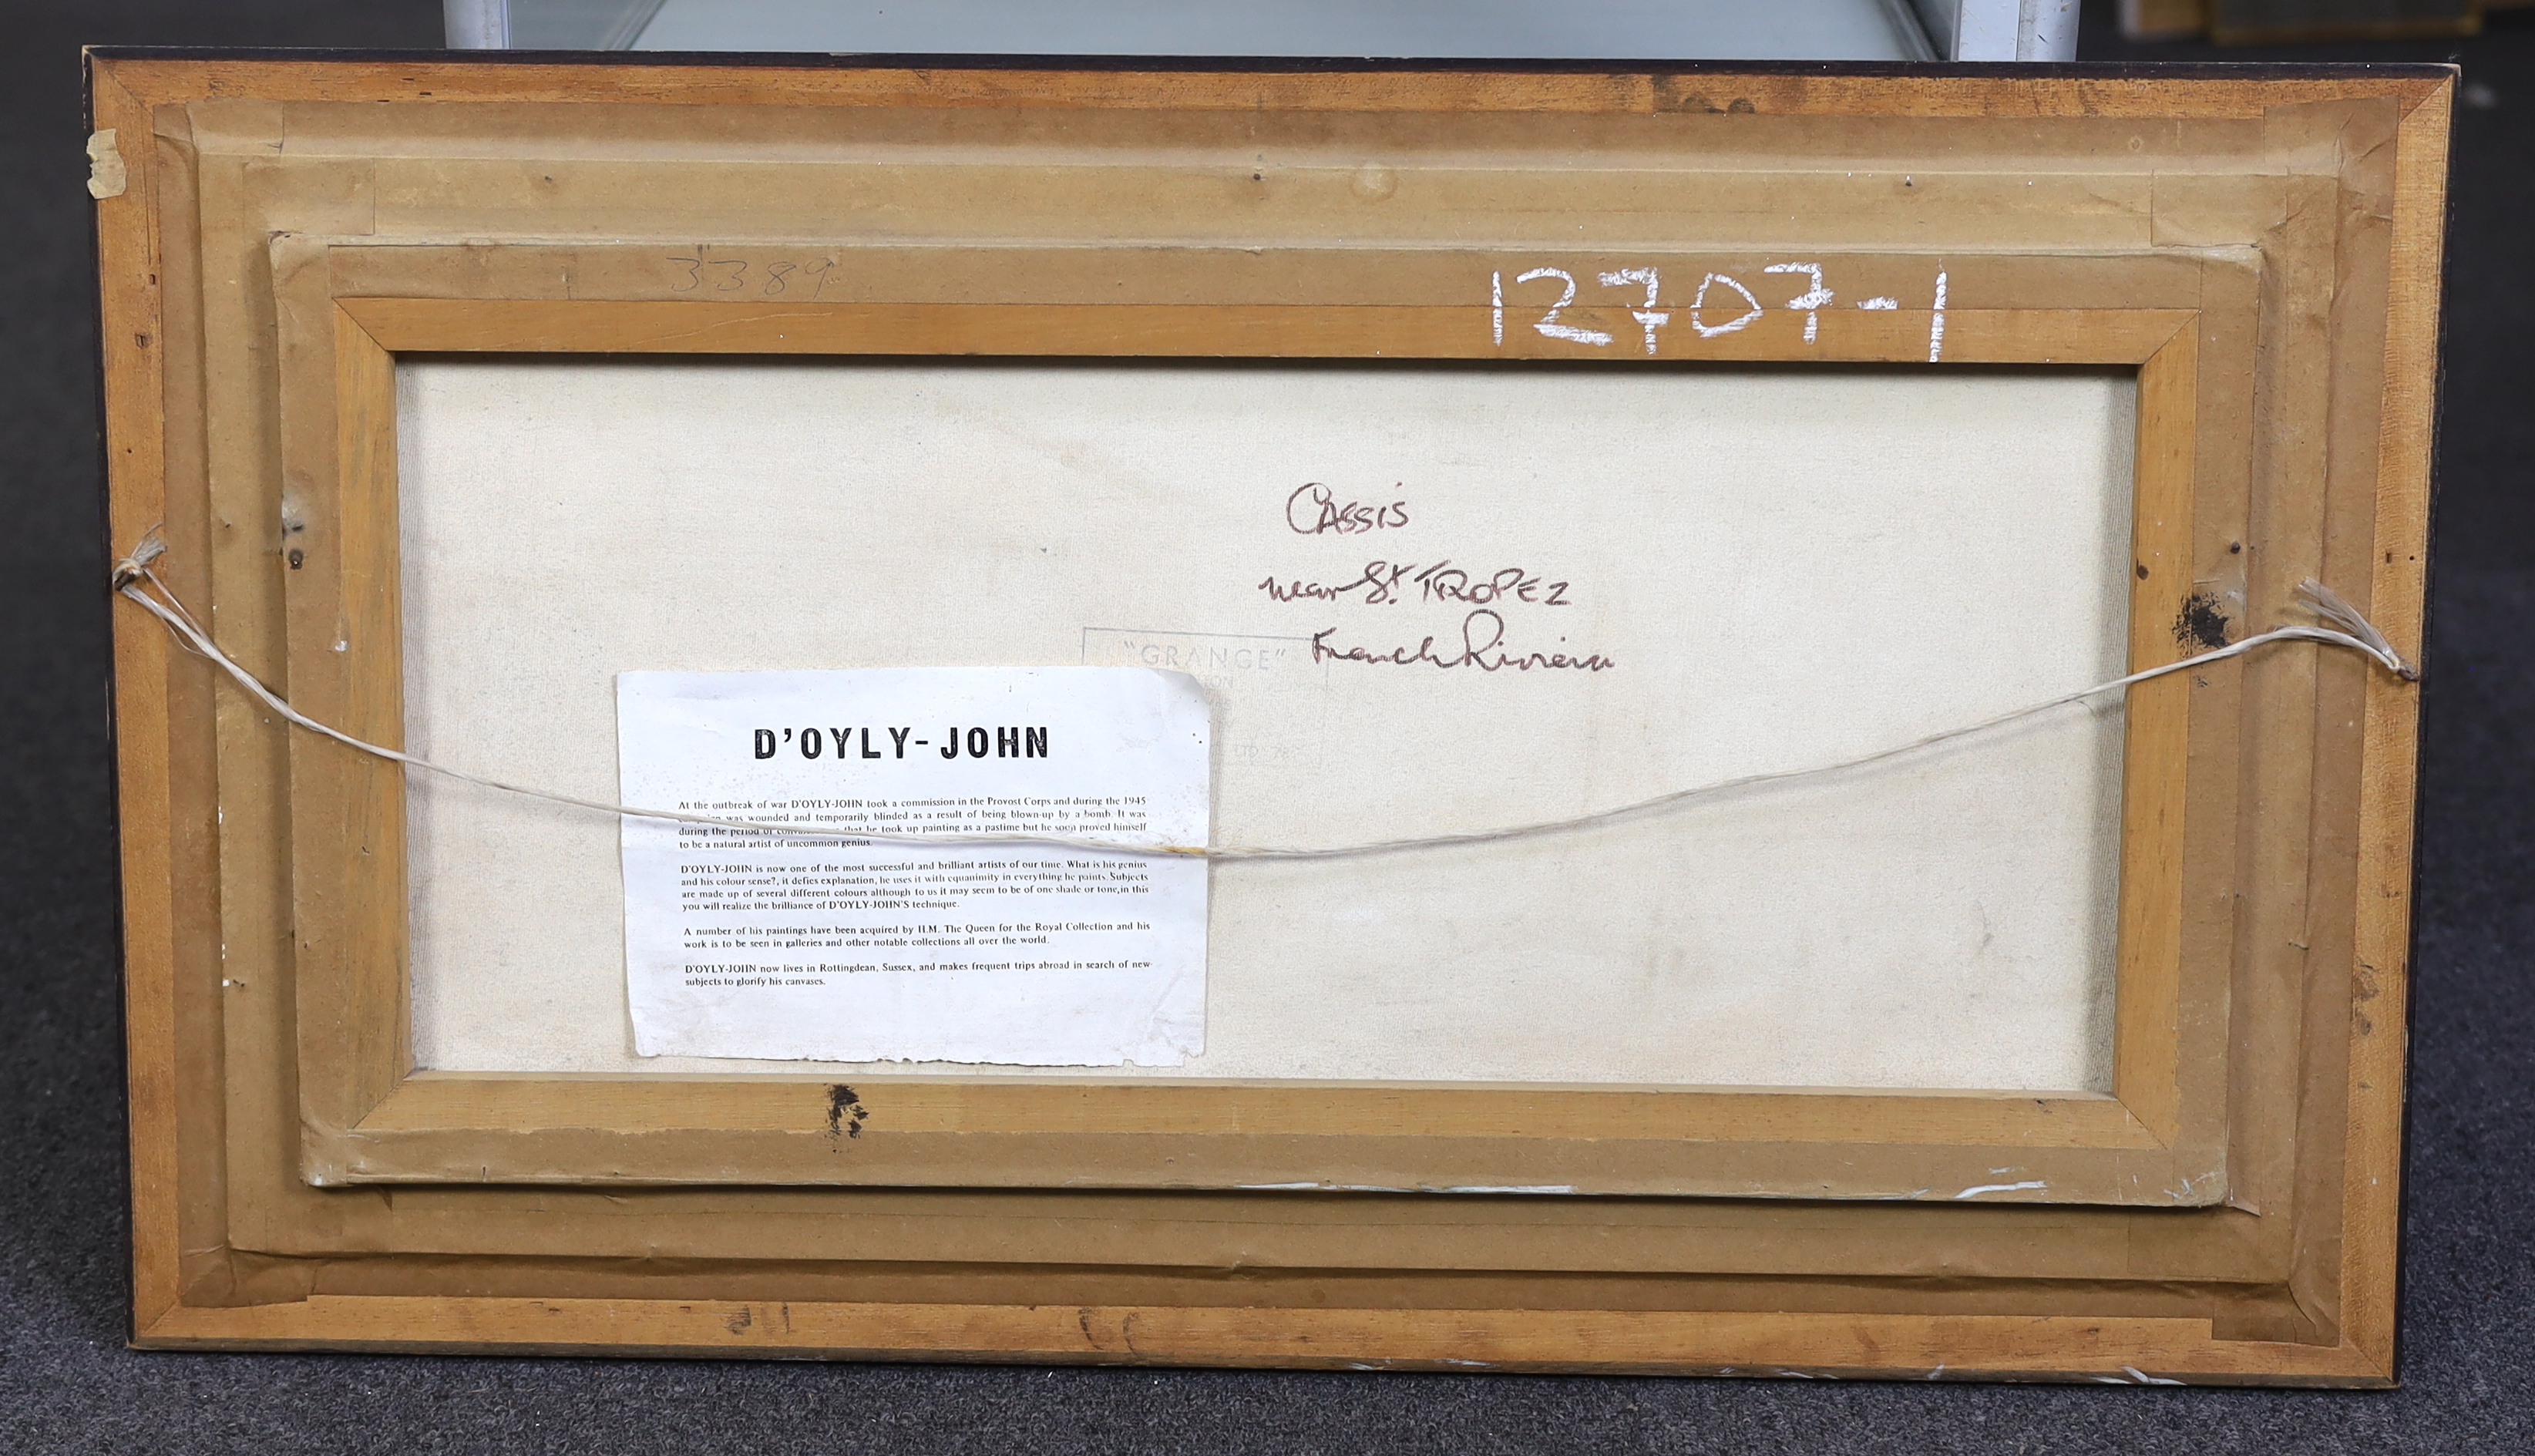 3389
12707-1
Cassis
near St. TROPEZ
French Riviera
"GRANGE"
D'OYLY-JOHN
At the outbreak of war D'OYLY-JOHN took a commission in the Provost Corps and during the 1945
was wounded and temporarily blinded as a result of being blown-up by a bomb. It was
during the period of that he took up painting as a pastime but he soon proved himself
to be a natural artist of uncommon genius.
D'OYLY-JOHN is now one of the most successful and brilliant artists of our time. What is his genius
and his colour sense?, it defies explanation, he uses it with equanimity in everything he paints. Subjects
are made up of several different colours although to us it may seem to be of one shade or tone, in this
you will realize the brilliance of D'OYLY-JOHN'S technique.
A number of his paintings have been acquired by H.M. The Queen for the Royal Collection and his
work is to be seen in galleries and other notable collections all over the world.
D'OYLY-JOHN now lives in Rottingdean, Sussex, and makes frequent trips abroad in search of new
subjects to glorify his canvases.